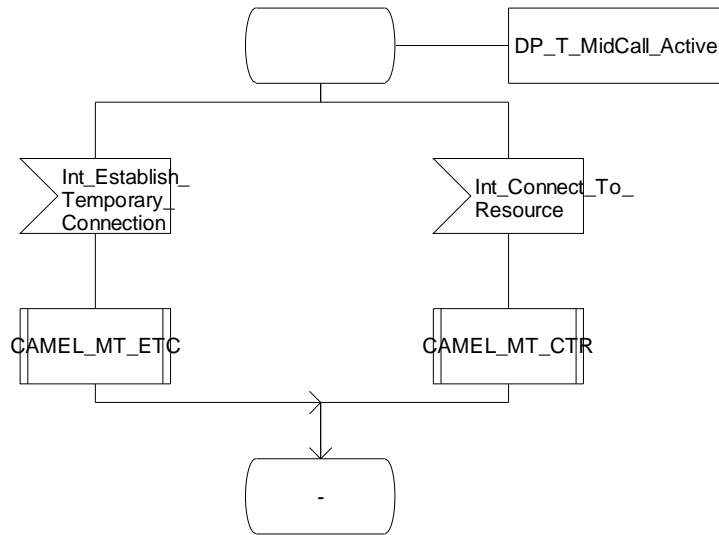 DP_T_MidCall_Active
Int_Establish_
Temporary_
Connection
Int_Connect_To_
Resource
CAMEL_MT_ETC
CAMEL_MT_CTR
-